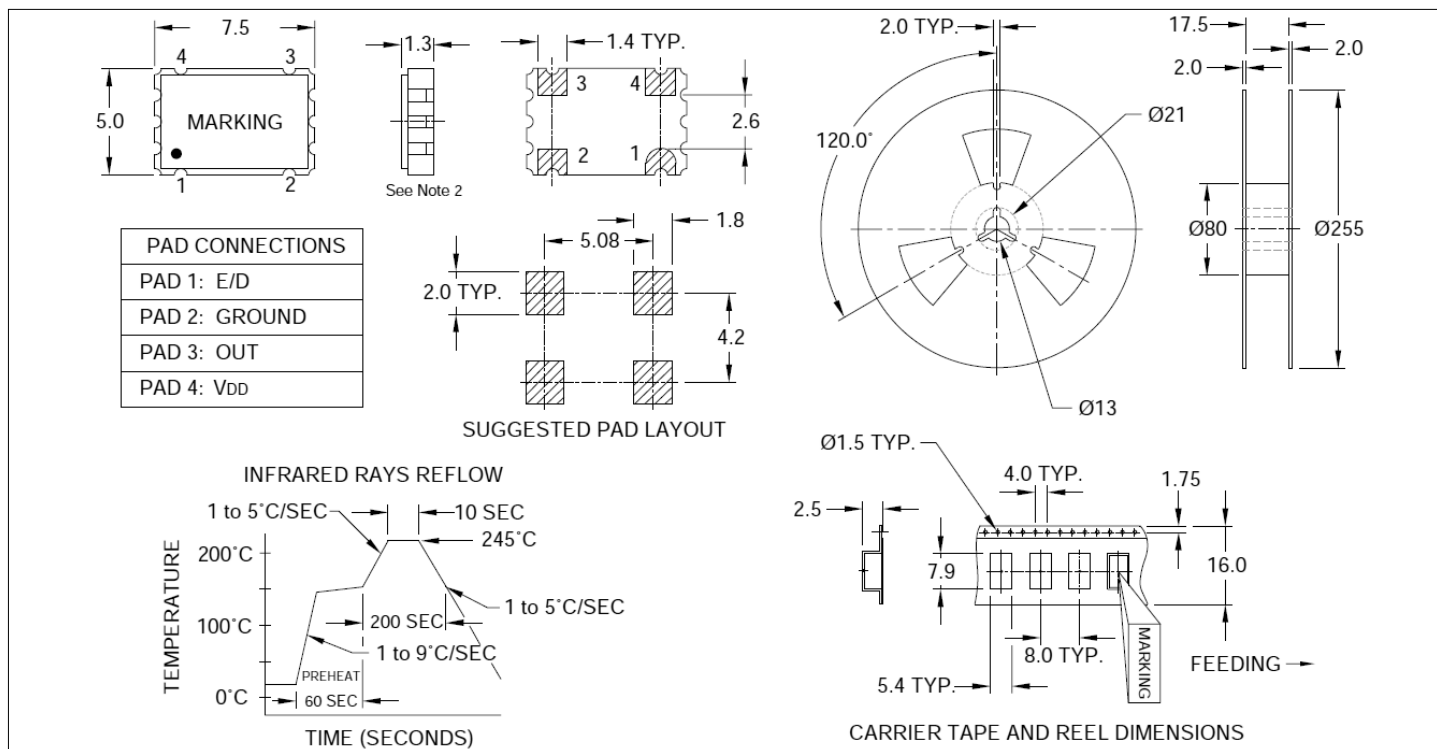 7.5
4 3
5.0
MARKING
1 2
1.3
See Note 2
1.4 TYP.
3 4
2 1
2.6
PAD CONNECTIONS
PAD 1: E/D
PAD 2: GROUND
PAD 3: OUT
PAD 4: VDD
1.8
5.08
2.0 TYP.
4.2
SUGGESTED PAD LAYOUT
2.0 TYP.
120.0˚
Ø21
Ø13
17.5
2.0
2.0
Ø80
Ø255
INFRARED RAYS REFLOW
1 to 5˚C/SEC
10 SEC
245˚C
TEMPERATURE
200˚C
100˚C
0˚C
1 to 5˚C/SEC
200 SEC
1 to 9˚C/SEC
PREHEAT
60 SEC
TIME (SECONDS)
Ø1.5 TYP.
4.0 TYP.
1.75
2.5
7.9
16.0
8.0 TYP.
5.4 TYP.
MARKING
FEEDING
CARRIER TAPE AND REEL DIMENSIONS